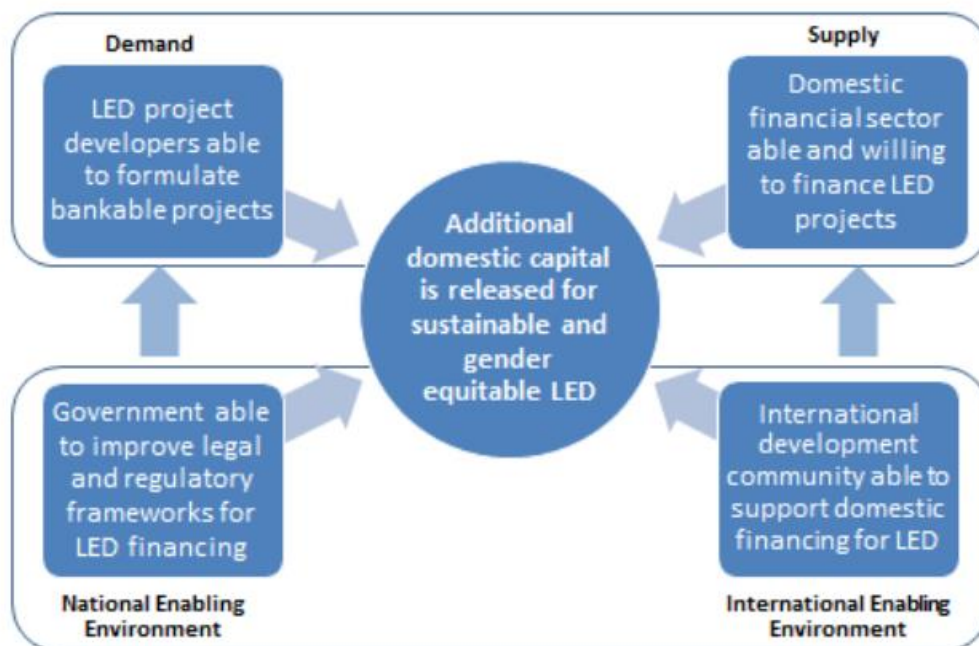 Demand
LED project
developers able
to formulate
bankable projects
Supply
Domestic
financial sector
able and willing
to finance LED
projects
Additional
domestic capital
is released for
sustainable and
gender
equitable LED
Government able
to improve legal
and regulatory
frameworks for
LED financing
National Enabling
Environment
International
development
community able to
support domestic
financing for LED
International Enabling
Environment